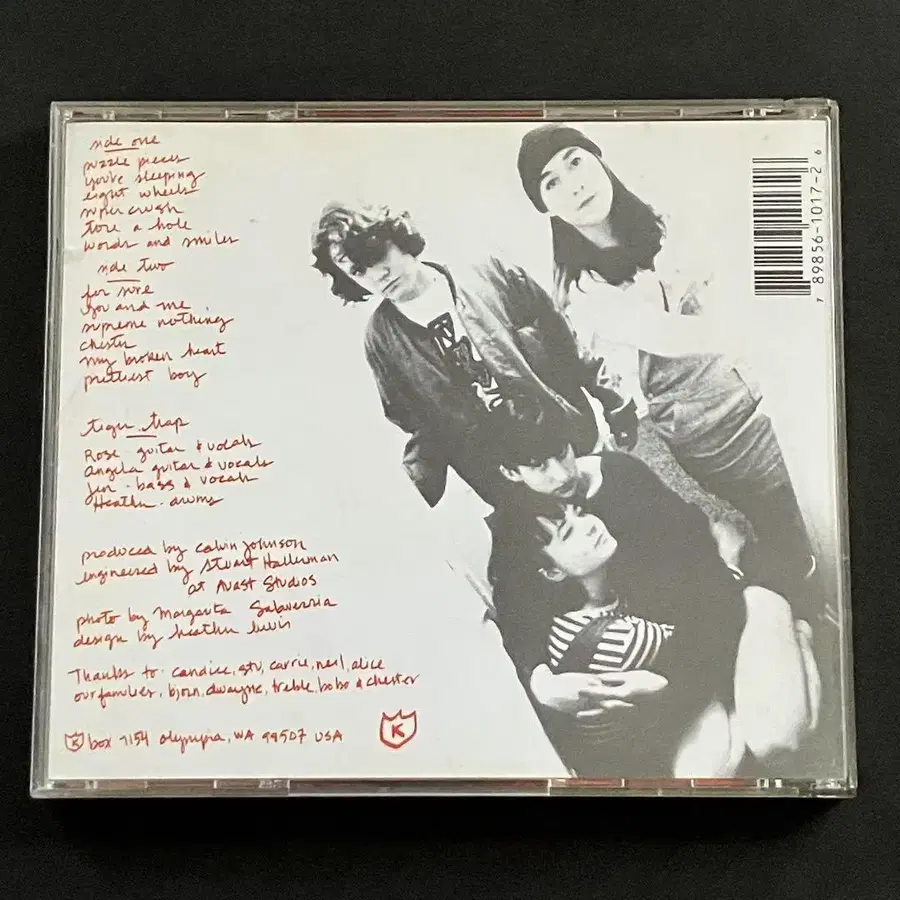 side one
puzzle pieces
you're sleeping
eight wheels
super crush
tore a hole
words and smiles
side two
for sure
you and me
supreme nothing
chester
my broken heart
prettiest boy
tiger trap
Rose guitar & vocals
angela guitar & vocals
jen - bass & vocals
Heather - drums
produced by calvin johnson
engineered by Stuart Hallerman
at Avast Studios
photo by Margarita Salaverria
design by heather lewis
Thanks to candice, stu, carrie, neil, alice
our families, bjorn, dwayne, treble, bobo & chester
K box 7154 olympia, WA 98507 USA
K
7 89856-1017-2 6